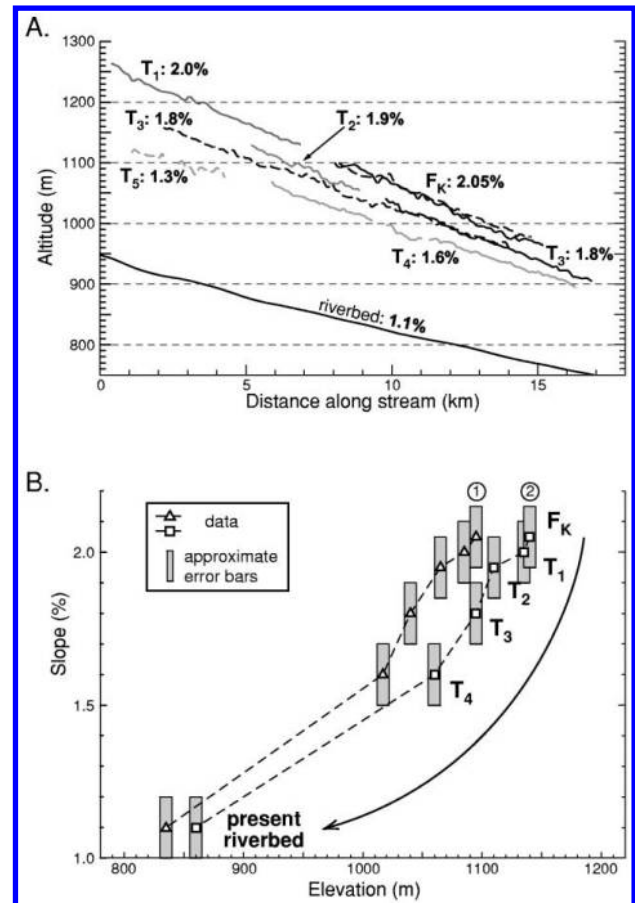 A.
1300
1200
1100
1000
900
800
Altitude (m)
T1: 2.0%
T3: 1.8%
T2: 1.9%
T5: 1.3%
FK: 2.05%
T3: 1.8%
T4: 1.6%
riverbed: 1.1%
0 5 10 15
Distance along stream (km)
B.
data
approximate
error bars
1 2
FK
T1
T2
T3
T4
present
riverbed
2.0
1.5
1.0
Slope (%)
800 900 1000 1100 1200
Elevation (m)